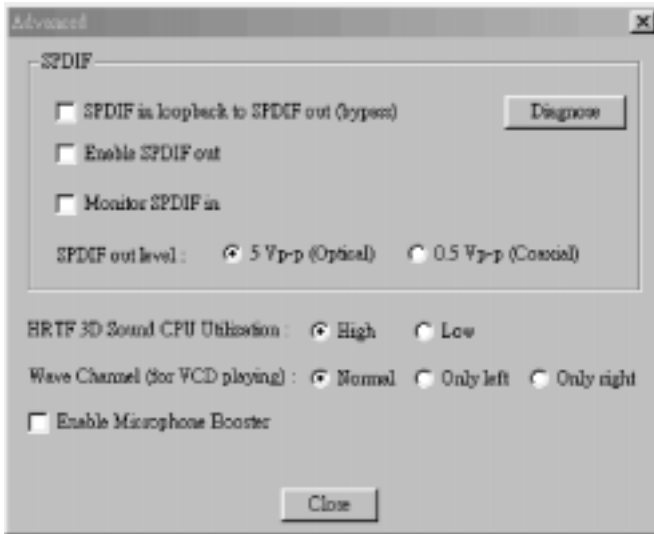 Advanced
SPDIF
SPDIF in loopback to SPDIF out (bypass)
Diagnose
Enable SPDIF out
Monitor SPDIF in
SPDIF out level : 5 Vp-p (Optical) 0.5 Vp-p (Coaxial)
HRTF 3D Sound CPU Utilization : High Low
Wave Channel (for VCD playing) : Normal Only left Only right
Enable Microphone Booster
Close